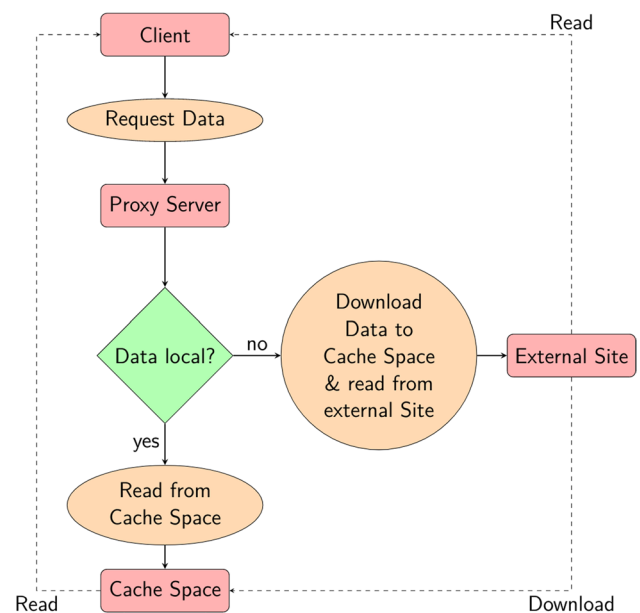 Read
Client
Request Data
Proxy Server
Data local?
no
Download
Data to
Cache Space
& read from
external Site
External Site
yes
Read from
Cache Space
Cache Space
Read
Download